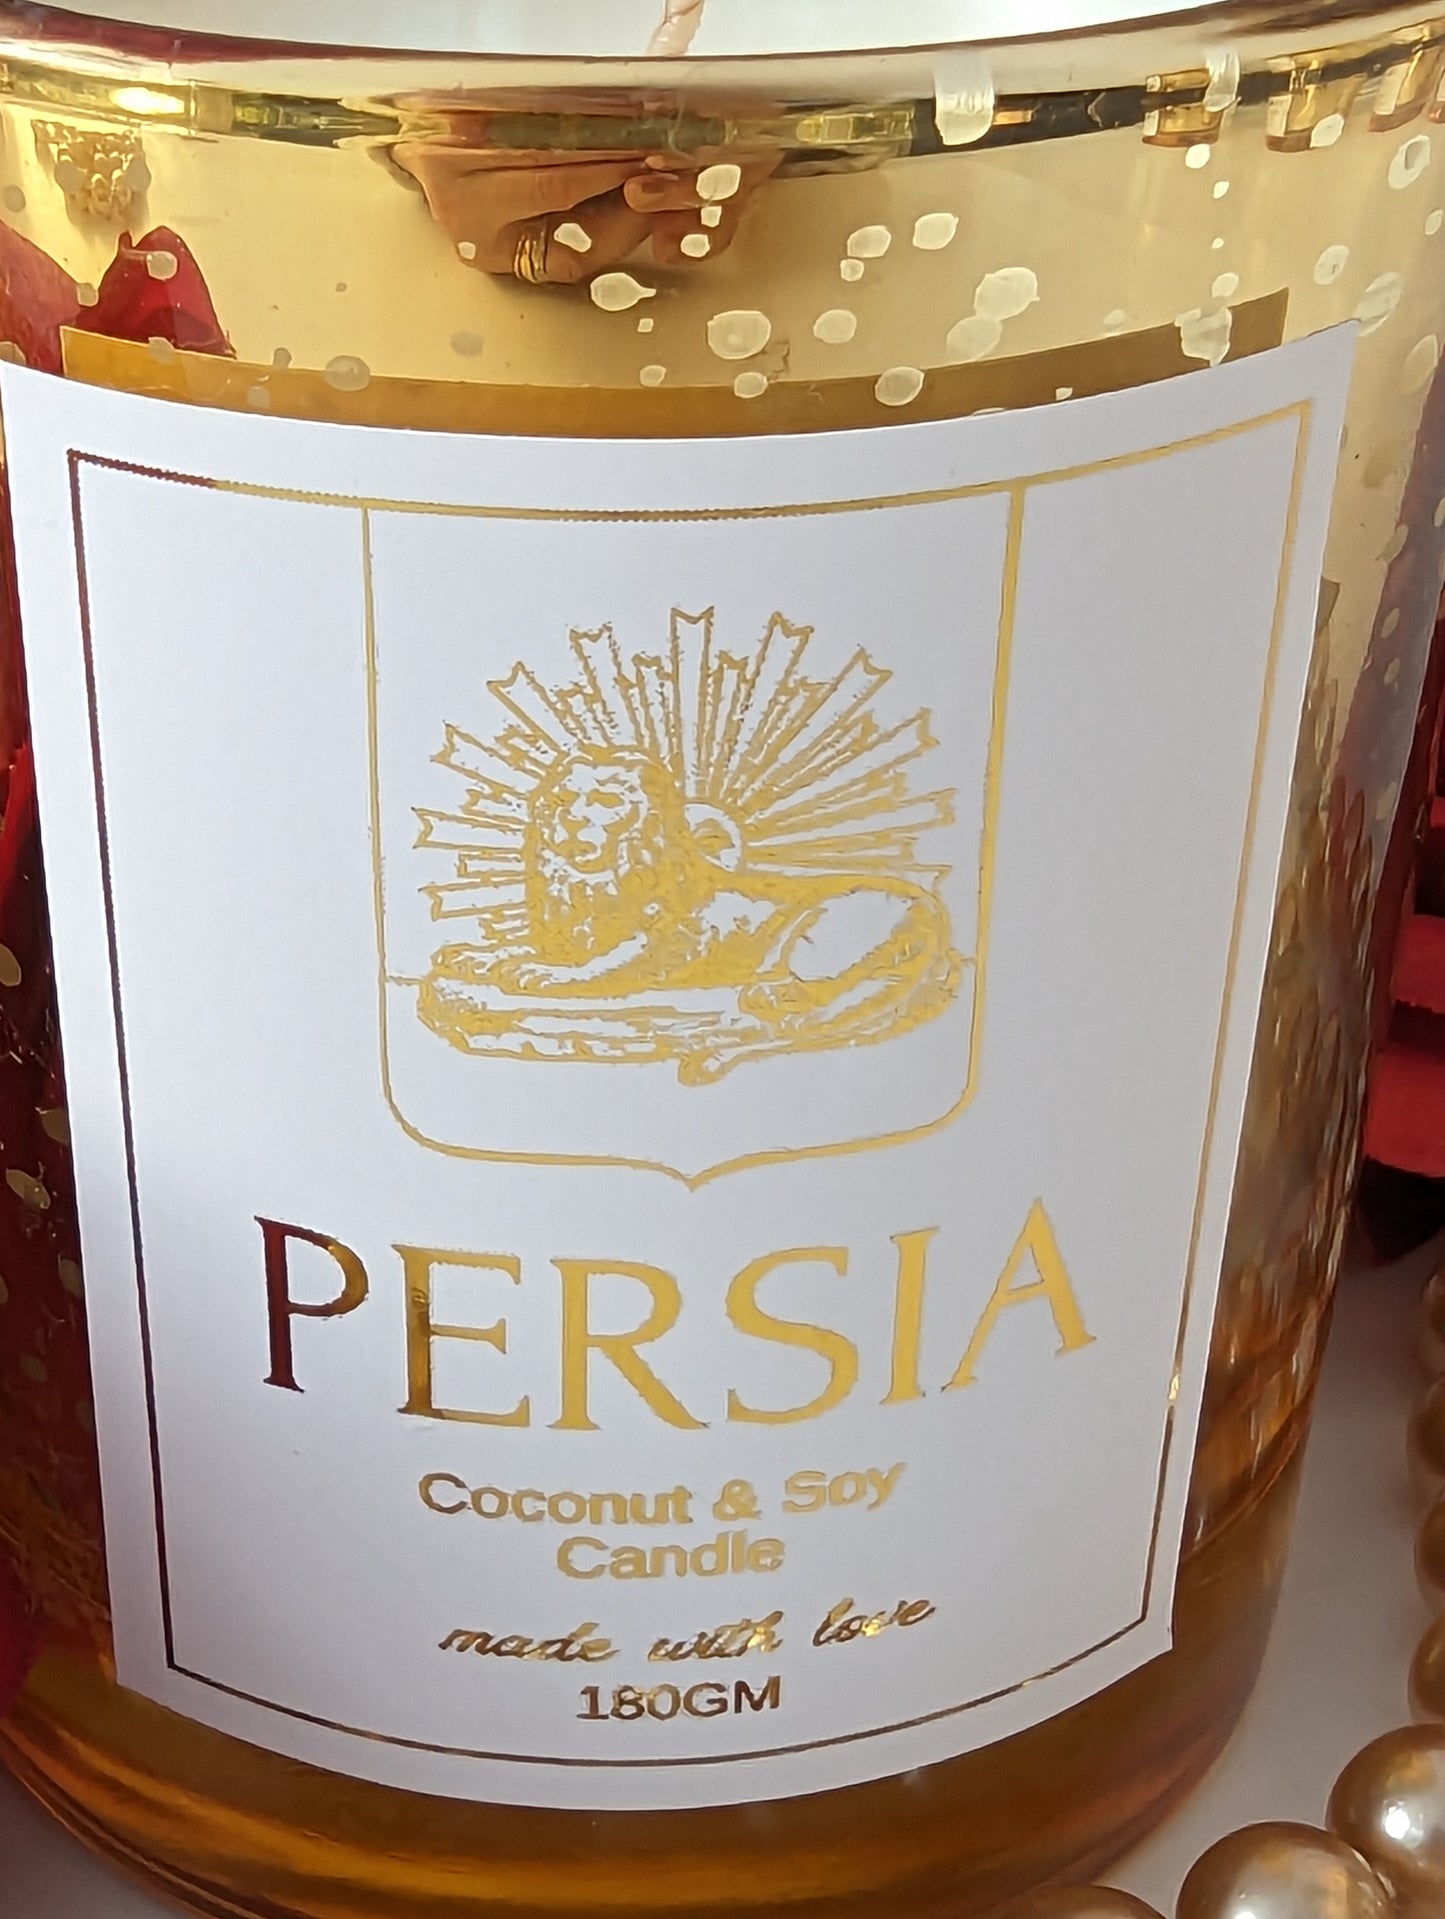 PERSIA
Coconut & Soy
Candle
made with love
180GM